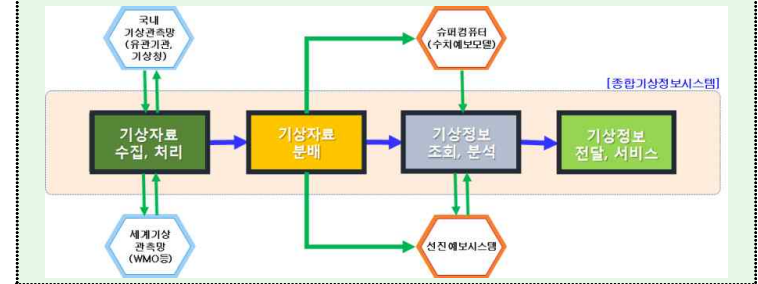 국내
기상관측망
(유관기관,
기상청)
슈퍼컴퓨터
(수치예보모델)
[종합기상정보시스템]
기상자료
수집, 처리
기상자료
분배
기상정보
조회, 분석
기상정보
전달, 서비스
세계기상
관측망
(WMO등)
선진예보시스템